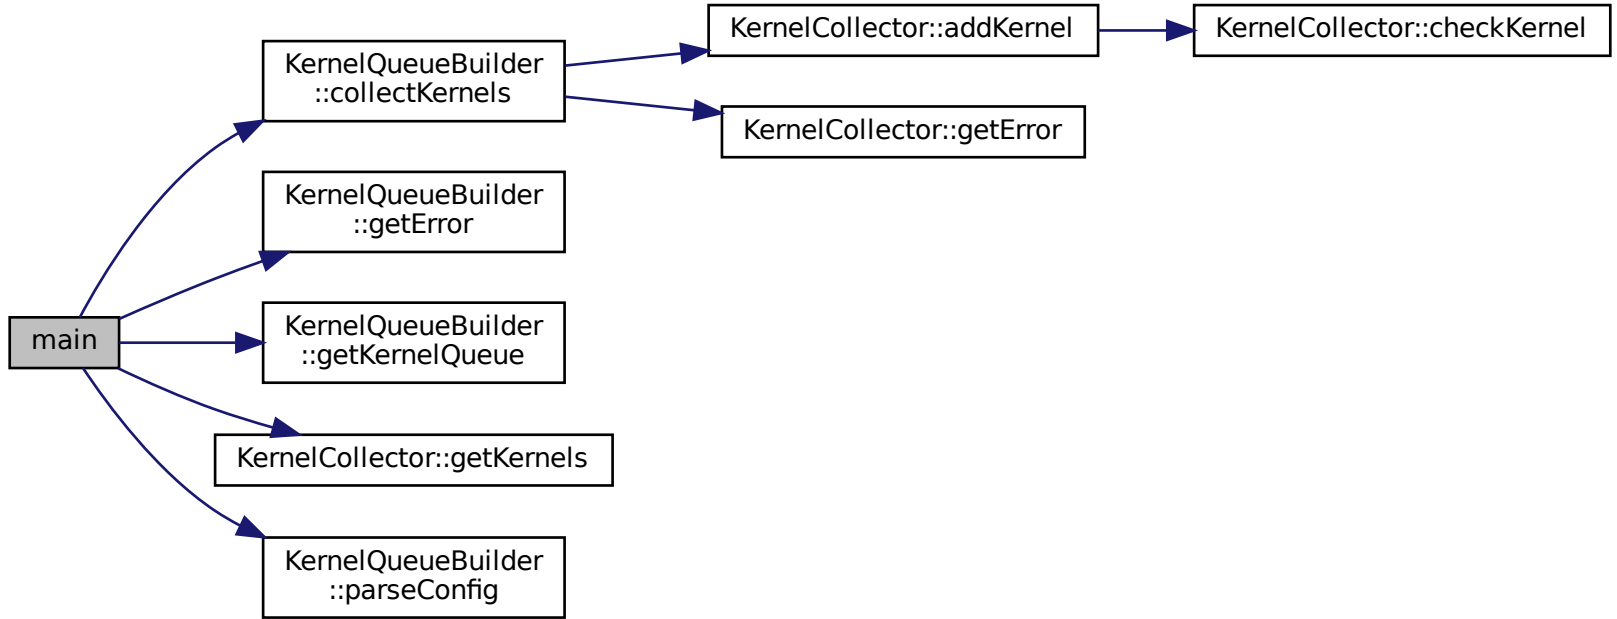 main
KernelQueueBuilder
::collectKernels
KernelQueueBuilder
::getError
KernelQueueBuilder
::getKernelQueue
KernelCollector::getKernels
KernelQueueBuilder
::parseConfig
KernelCollector::addKernel
KernelCollector::getError
KernelCollector::checkKernel